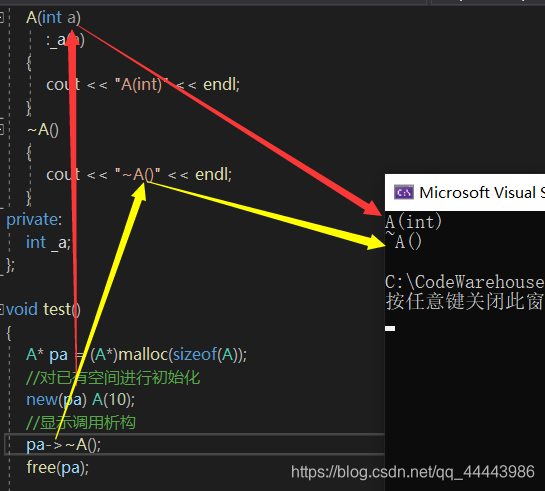 A(int a)
:_a(a)
{
cout << "A(int)" << endl;
}
~A()
{
cout << "~A()" << endl;
}
private:
int _a;
};
void test()
{
A* pa = (A*)malloc(sizeof(A));
//对已有空间进行初始化
new(pa) A(10);
//显示调用析构
pa->~A();
free(pa);
Microsoft Visual S
A(int)
~A()
C:\CodeWarehouse
按任意键关闭此窗
https://blog.csdn.net/qq_44443986